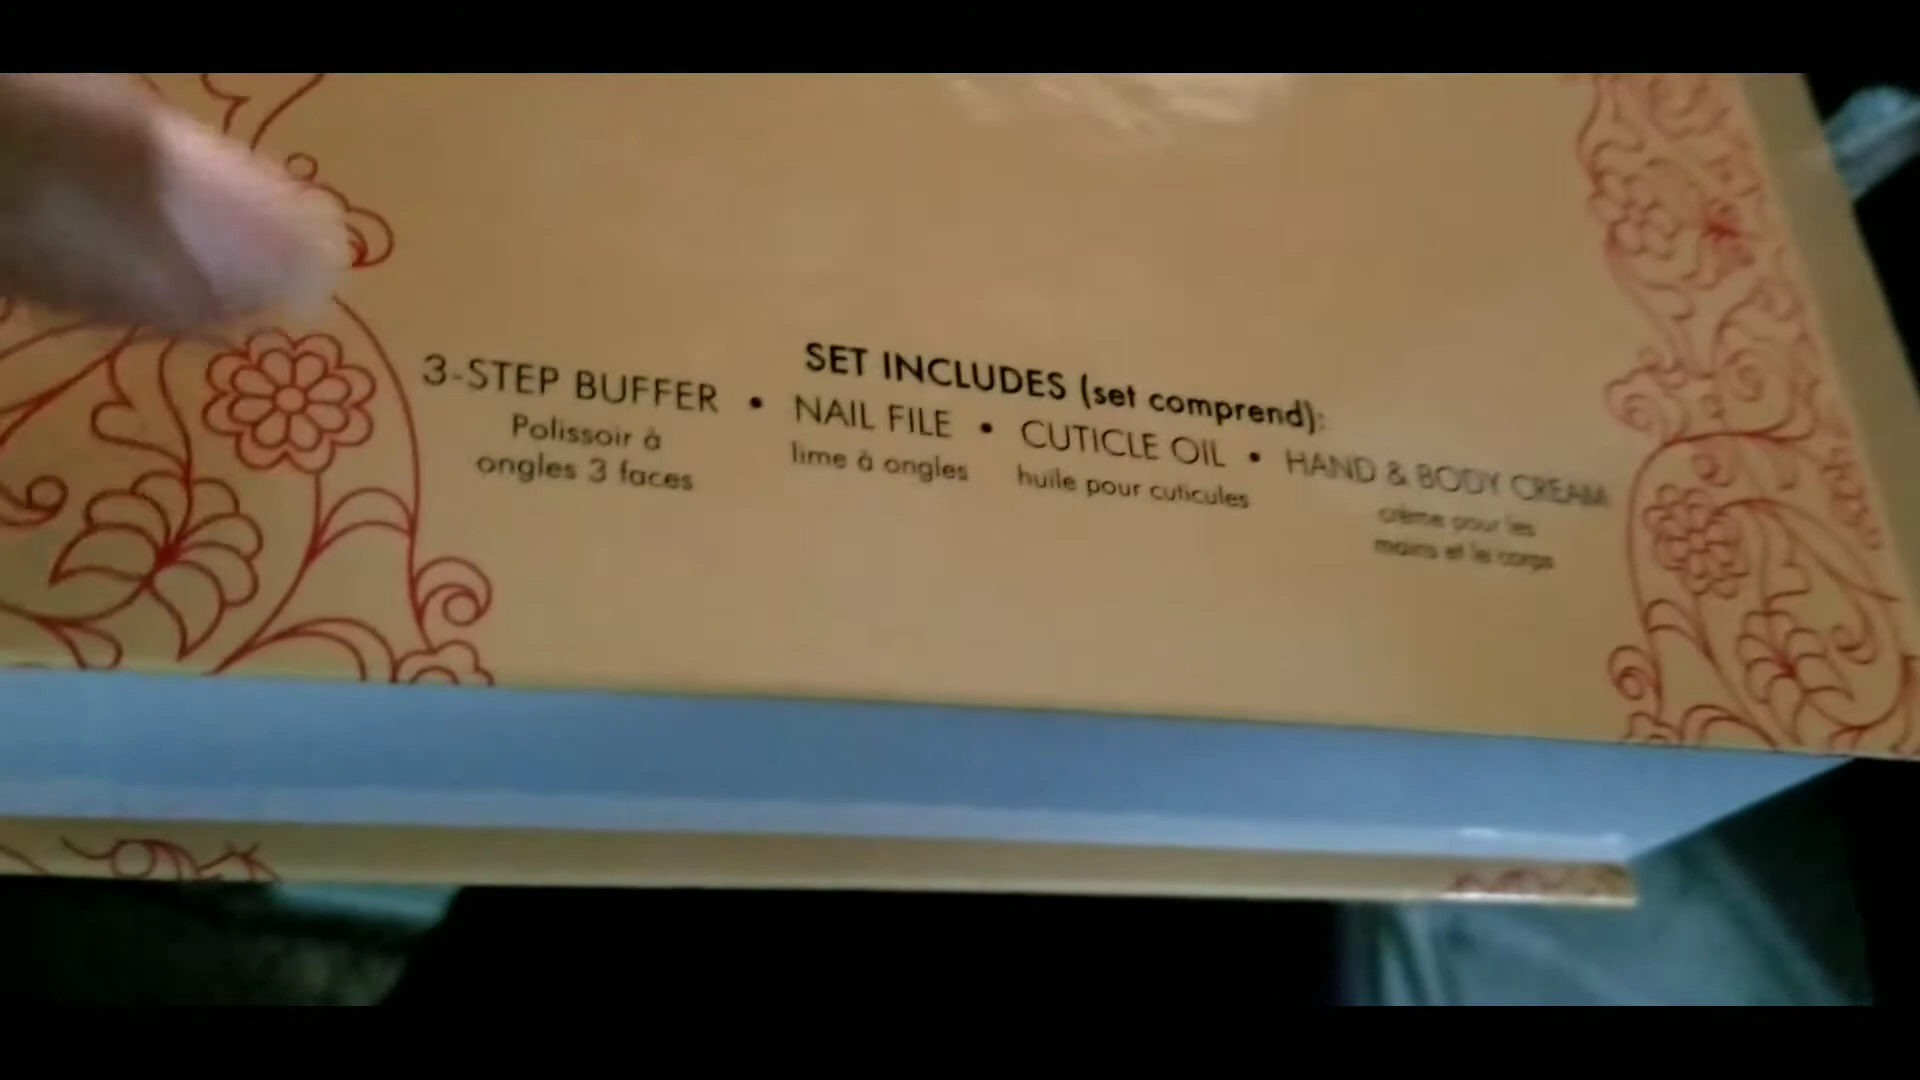 SET INCLUDES (set comprend):
3-STEP BUFFER • NAIL FILE • CUTICLE OIL • HAND & BODY CREAM
Polissoir à
ongles 3 faces
lime à ongles
huile pour cuticules
crème pour les
mains et le corps